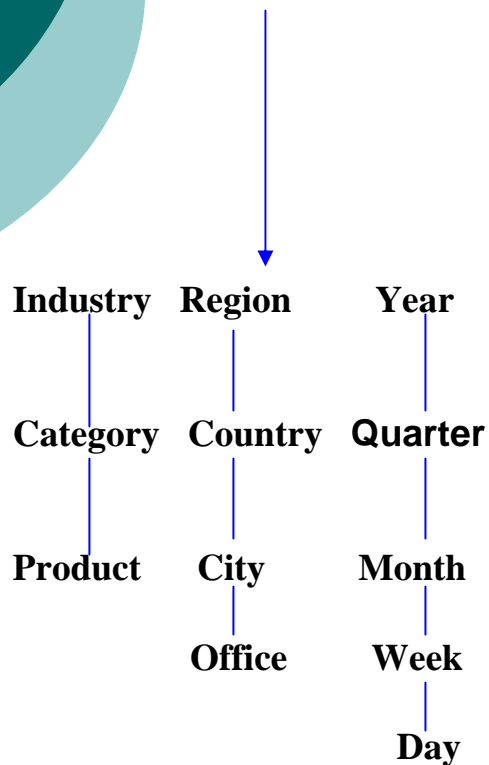 Industry Region Year
Category Country Quarter
Product City Month
Office Week
Day